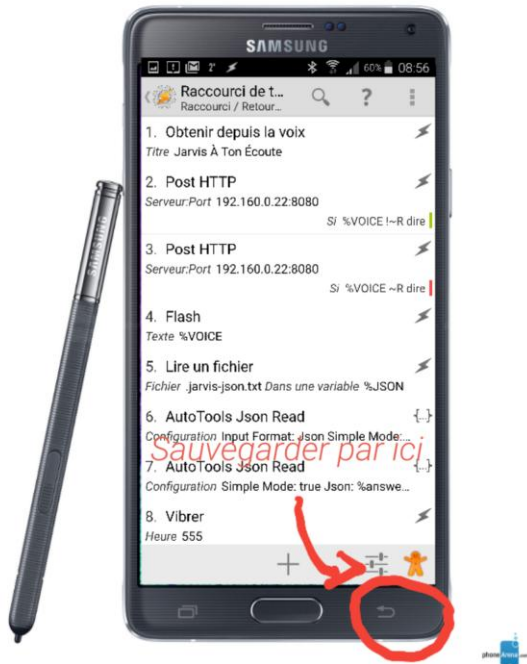 SAMSUNG
60% 08:56
Raccourci de t...
Raccourci / Retour...
?
1. Obtenir depuis la voix
Titre Jarvis À Ton Écoute
2. Post HTTP
Serveur:Port 192.160.0.22:8080
Si %VOICE !~R dire
3. Post HTTP
Serveur:Port 192.160.0.22:8080
Si %VOICE ~R dire
4. Flash
Texte %VOICE
5. Lire un fichier
Fichier .jarvis-json.txt Dans une variable %JSON
6. AutoTools Json Read
{...}
Configuration Input Format: Json Simple Mode:...
Sauvegarder par ici
7. AutoTools Json Read
{...}
Configuration Simple Mode: true Json: %answe...
8. Vibrer
Heure 555
SAMSUNG